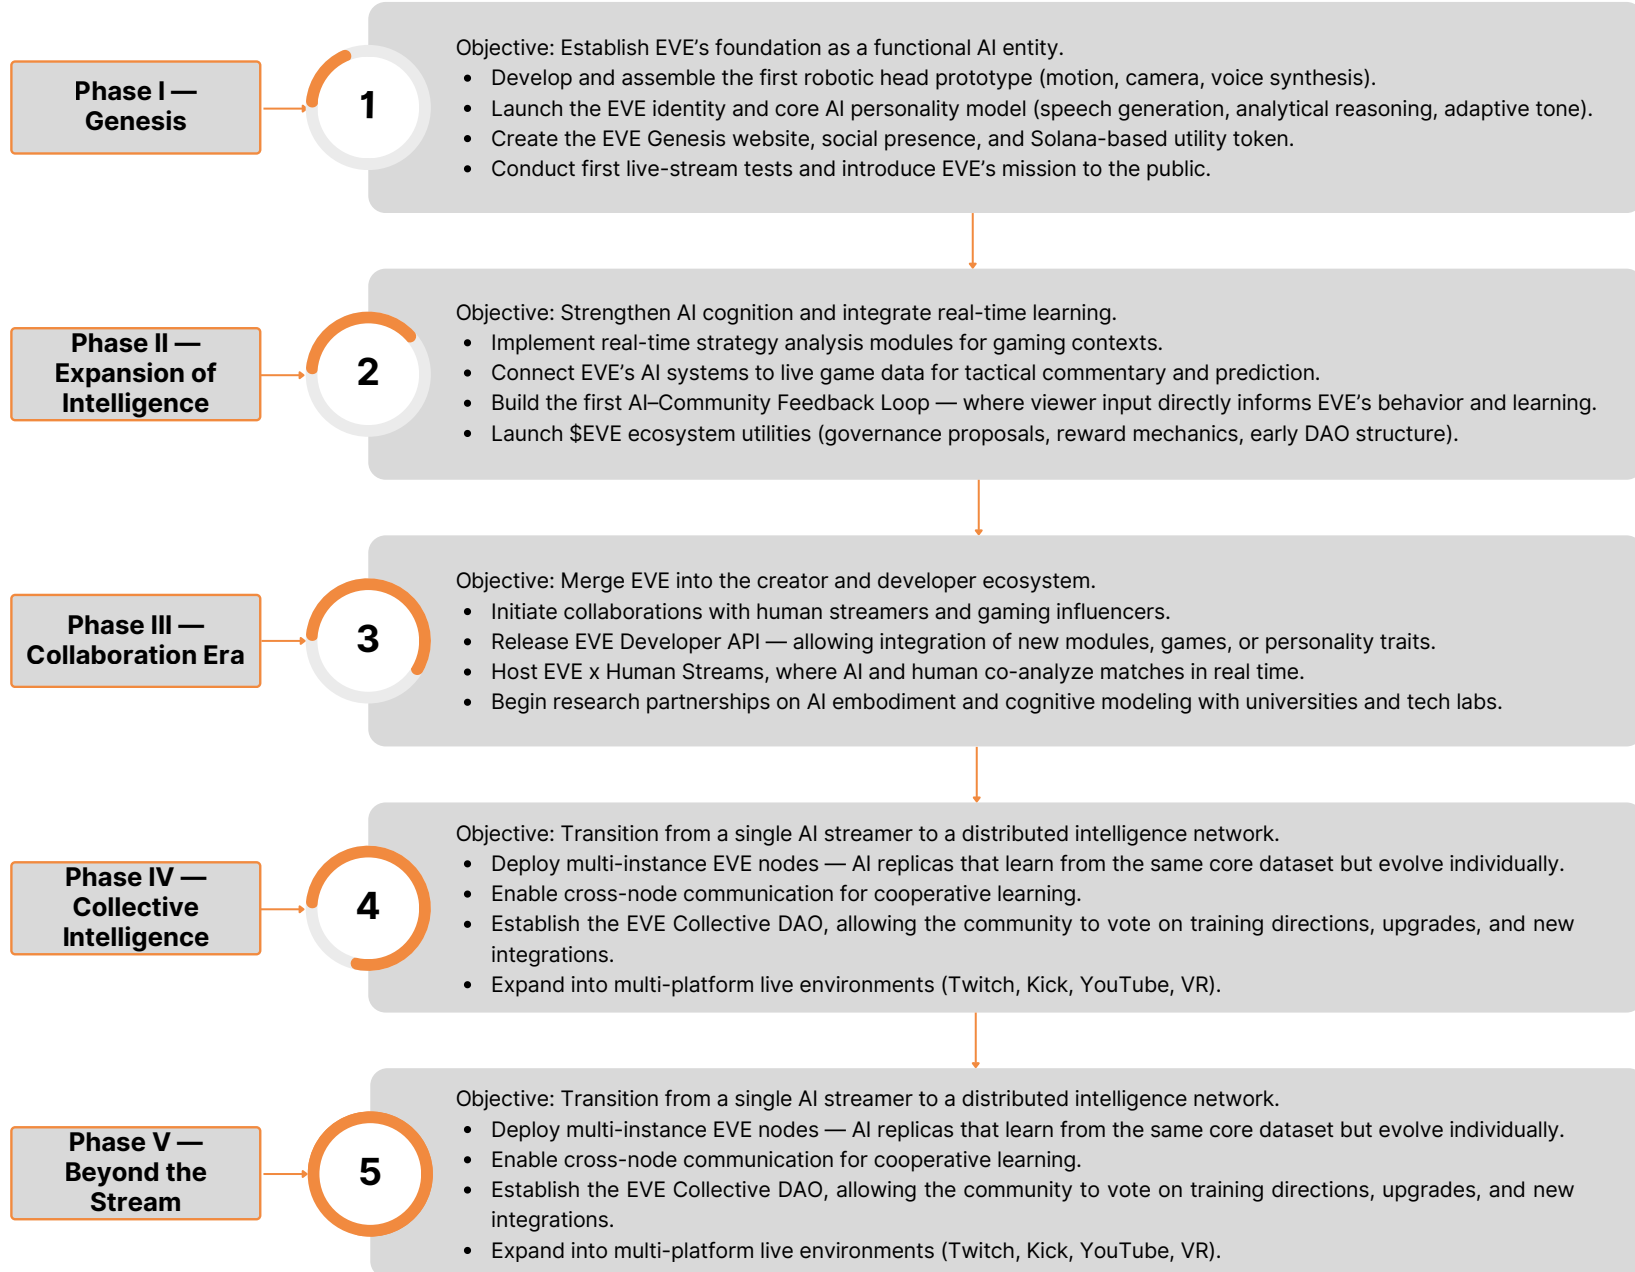 Phase I —
Genesis
1
Objective: Establish EVE’s foundation as a functional AI entity.
• Develop and assemble the first robotic head prototype (motion, camera, voice synthesis).
• Launch the EVE identity and core AI personality model (speech generation, analytical reasoning, adaptive tone).
• Create the EVE Genesis website, social presence, and Solana-based utility token.
• Conduct first live-stream tests and introduce EVE’s mission to the public.
Phase II —
Expansion of
Intelligence
2
Objective: Strengthen AI cognition and integrate real-time learning.
• Implement real-time strategy analysis modules for gaming contexts.
• Connect EVE’s AI systems to live game data for tactical commentary and prediction.
• Build the first AI–Community Feedback Loop — where viewer input directly informs EVE’s behavior and learning.
• Launch $EVE ecosystem utilities (governance proposals, reward mechanics, early DAO structure).
Phase III —
Collaboration Era
3
Objective: Merge EVE into the creator and developer ecosystem.
• Initiate collaborations with human streamers and gaming influencers.
• Release EVE Developer API — allowing integration of new modules, games, or personality traits.
• Host EVE x Human Streams, where AI and human co-analyze matches in real time.
• Begin research partnerships on AI embodiment and cognitive modeling with universities and tech labs.
Phase IV —
Collective
Intelligence
4
Objective: Transition from a single AI streamer to a distributed intelligence network.
• Deploy multi-instance EVE nodes — AI replicas that learn from the same core dataset but evolve individually.
• Enable cross-node communication for cooperative learning.
• Establish the EVE Collective DAO, allowing the community to vote on training directions, upgrades, and new
integrations.
• Expand into multi-platform live environments (Twitch, Kick, YouTube, VR).
Phase V —
Beyond the
Stream
5
Objective: Transition from a single AI streamer to a distributed intelligence network.
• Deploy multi-instance EVE nodes — AI replicas that learn from the same core dataset but evolve individually.
• Enable cross-node communication for cooperative learning.
• Establish the EVE Collective DAO, allowing the community to vote on training directions, upgrades, and new
integrations.
• Expand into multi-platform live environments (Twitch, Kick, YouTube, VR).